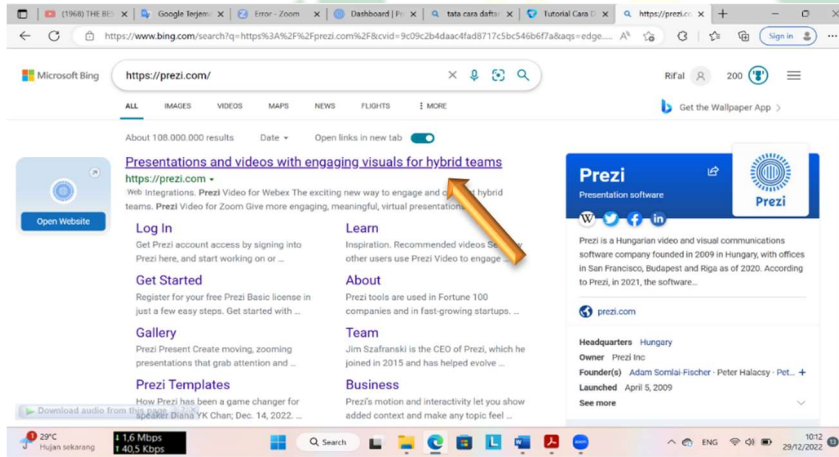 (1968) THE BES
Google Terjem
Error - Zoom
Dashboard | Pr
tata cara daftar
Tutorial Cara D
https://prezi.co
https://www.bing.com/search?q=https%3A%2F%2Fprezi.com%2F&cvid=9c09c2b4daac4fad8717c5bc546b6f7a&aqs=edge....
Sign in
Microsoft Bing
https://prezi.com/
Rifal
200
ALL IMAGES VIDEOS MAPS NEWS FLIGHTS MORE
Get the Wallpaper App >
About 108.000.000 results Date Open links in new tab
Presentations and videos with engaging visuals for hybrid teams
https://prezi.com
Web Integrations. Prezi Video for Webex The exciting new way to engage and hybrid
teams. Prezi Video for Zoom Give more engaging, meaningful, virtual presentation
Open Website
Log In
Get Prezi account access by signing into
Prezi here, and start working on or ...
Learn
Inspiration. Recommended videos
other users use Prezi Video to engage ...
Get Started
Register for your free Prezi Basic license in
just a few easy steps. Get started with ...
About
Prezi tools are used in Fortune 100
companies and in fast-growing startups. ...
Gallery
Prezi Present Create moving, zooming
presentations that grab attention and ...
Team
Jim Szafranski is the CEO of Prezi, which he
joined in 2015 and has helped evolve ...
Prezi Templates
How Prezi has been a game changer for
speaker Diana YK Chan; Dec. 14, 2022. ...
Business
Prezi's motion and interactivity let you show
added context and make any topic feel ...
Prezi
Presentation software
Prezi
W
in
Prezi is a Hungarian video and visual communications
software company founded in 2009 in Hungary, with offices
in San Francisco, Budapest and Riga as of 2020. According
to Prezi, in 2021, the software...
prezi.com
Headquarters Hungary
Owner Prezi Inc
Founder(s) Adam Somlai-Fischer · Peter Halacsy · Pet... +
Launched April 5, 2009
See more
Download audio from this page
29°C
Hujan sekarang
1,6 Mbps
40,5 Kbps
Search
ENG
10:12
29/12/2022